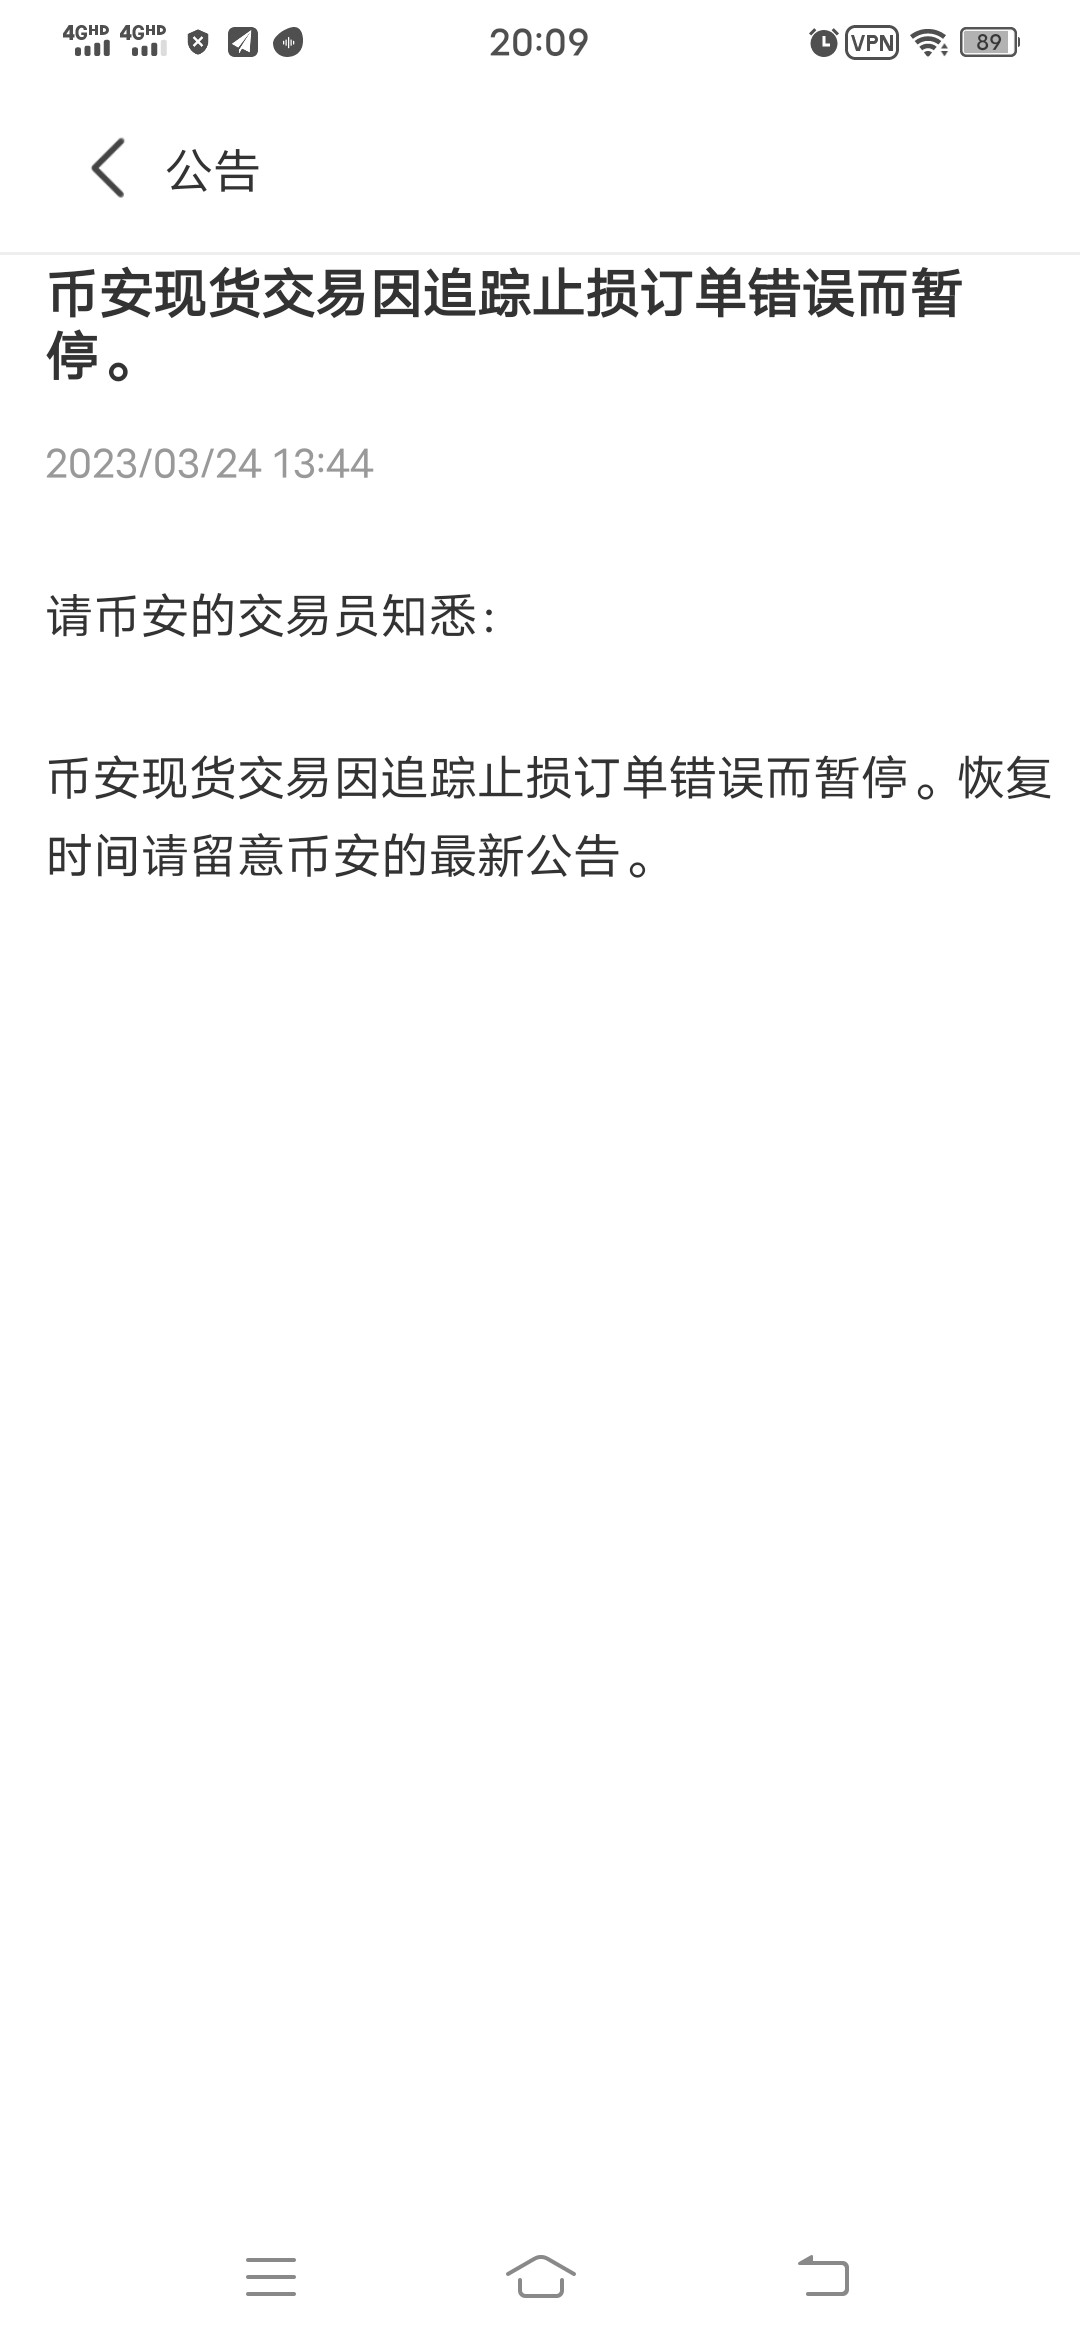 4GHD 4GHD 20:09 VPN 89
公告
币安现货交易因追踪止损订单错误而暂
停。
2023/03/24 13:44
请币安的交易员知悉：
币安现货交易因追踪止损订单错误而暂停。恢复
时间请留意币安的最新公告。